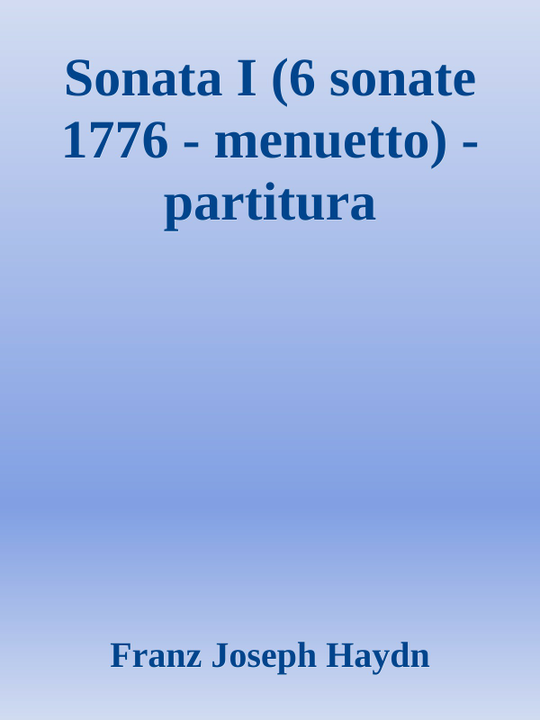 Sonata I (6 sonate
1776 - menuetto) -
partitura
Franz Joseph Haydn